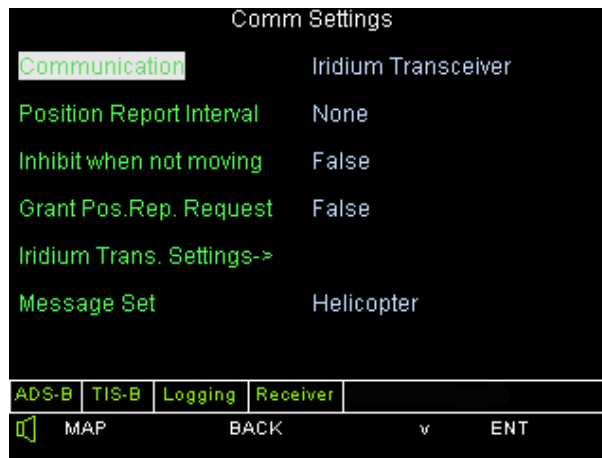 Comm Settings
Communication Iridium Transceiver
Position Report Interval None
Inhibit when not moving False
Grant Pos.Rep. Request False
Iridium Trans. Settings->
Message Set Helicopter
ADS-B TIS-B Logging Receiver
MAP BACK v ENT